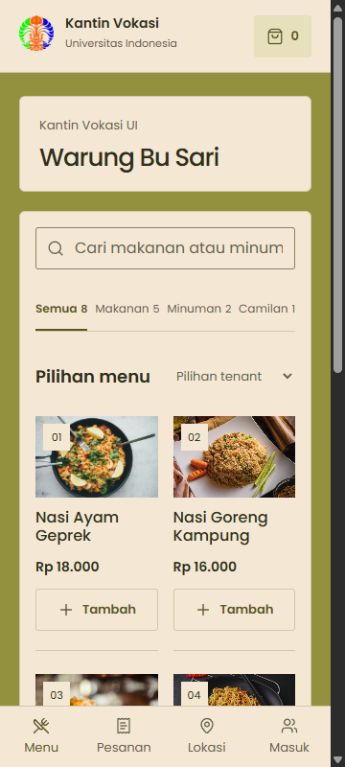 Kantin Vokasi
Universitas Indonesia
0
Kantin Vokasi UI
Warung Bu Sari
Cari makanan atau minum
Semua 8 Makanan 5 Minuman 2 Camilan 1
Pilihan menu
Pilihan tenant
01
02
Nasi Ayam
Geprek
Nasi Goreng
Kampung
Rp 18.000
Rp 16.000
Tambah
Tambah
03
04
Menu
Pesanan
Lokasi
Masuk